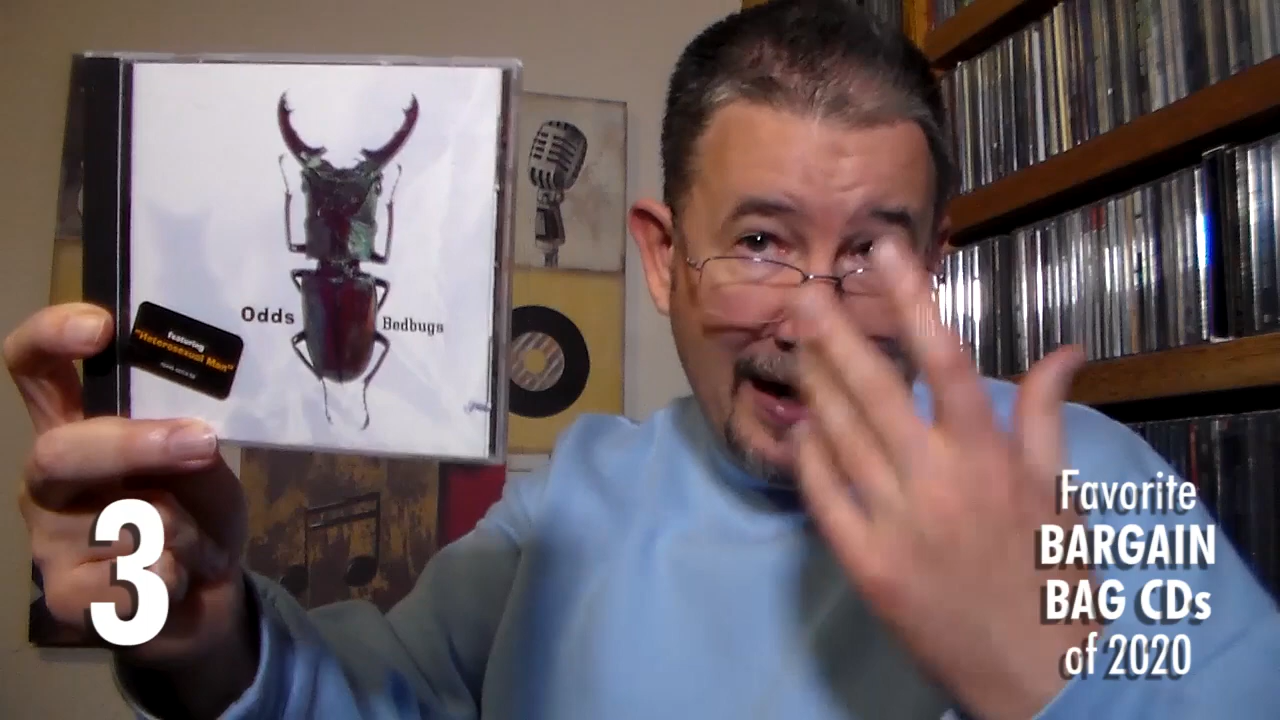 Odds
Bedbugs
featuring
"Heterosexual Man"
3
Favorite
BARGAIN
BAG CDs
of 2020